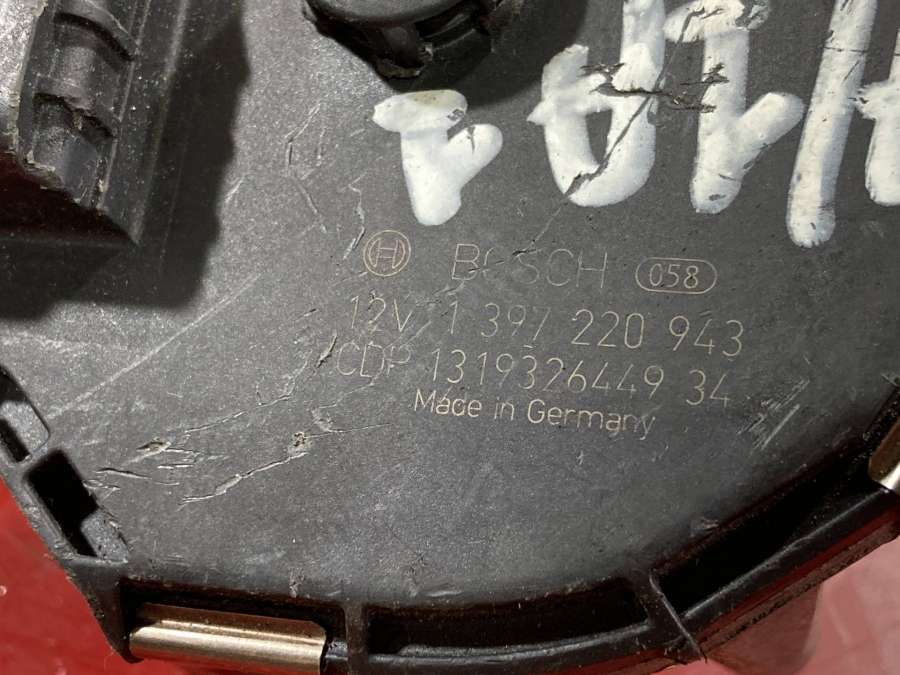 BOSCH 058
12V 1 397 220 943
CDP 1319326449 34
Made in Germany